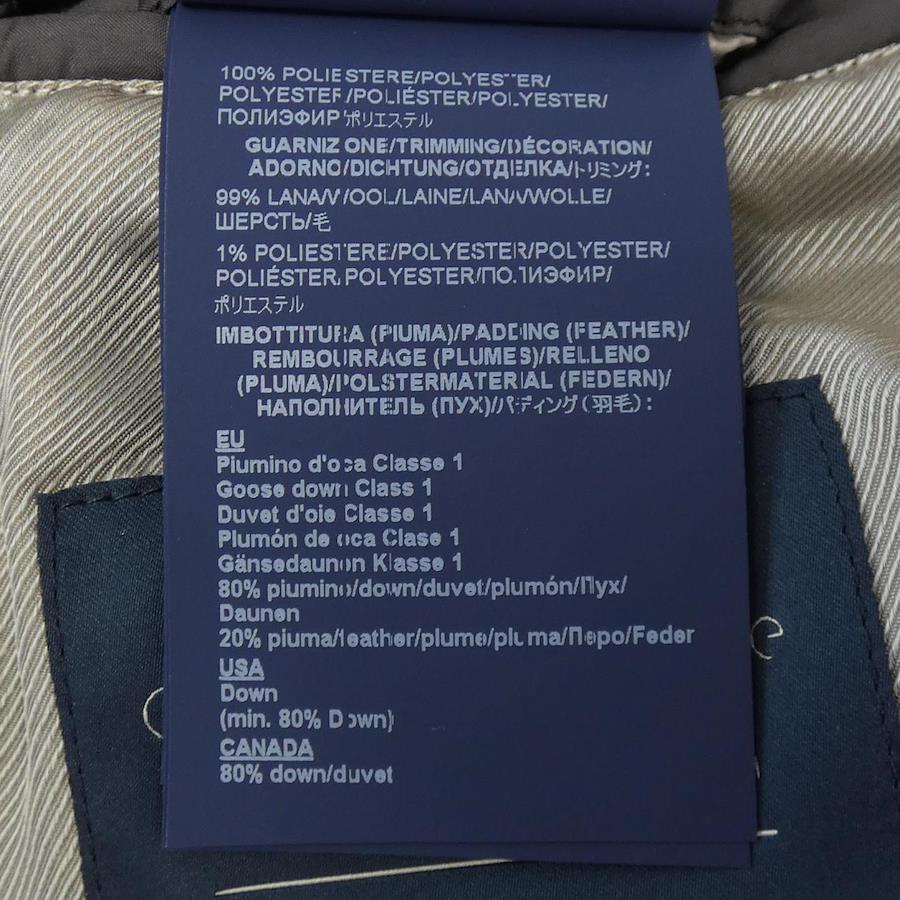 100% POLIESTERE/POLYESTER/
POLYESTER/POLIÉSTER/POLYESTER/
ПОЛИЭФИР/ポリエステル
GUARNIZIONE/TRIMMING/DÉCORATION/
ADORNO/DICHTUNG/ОТДЕЛКА/トリミング:
99% LANA/WOOL/LAINE/LANA/WOLLE/
ШЕРСТЬ/毛
1% POLIESTERE/POLYESTER/POLYESTER/
POLIÉSTER/POLYESTER/ПОЛИЭФИР/
ポリエステル
IMBOTTITURA (PIUMA)/PADDING (FEATHER)/
REMBOURRAGE (PLUMES)/RELLENO
(PLUMA)/POLSTERMATERIAL (FEDERN)/
НАПОЛНИТЕЛЬ (ПУХ)/パディング(羽毛):
EU
Piumino d'oca Classe 1
Goose down Class 1
Duvet d'oie Classe 1
Plumón de oca Clase 1
Gänsedaunen Klasse 1
80% piumino/down/duvet/plumón/Пух/
Daunen
20% piuma/feather/plume/pluma/Перо/Feder
USA
Down
(min. 80% Down)
CANADA
80% down/duvet